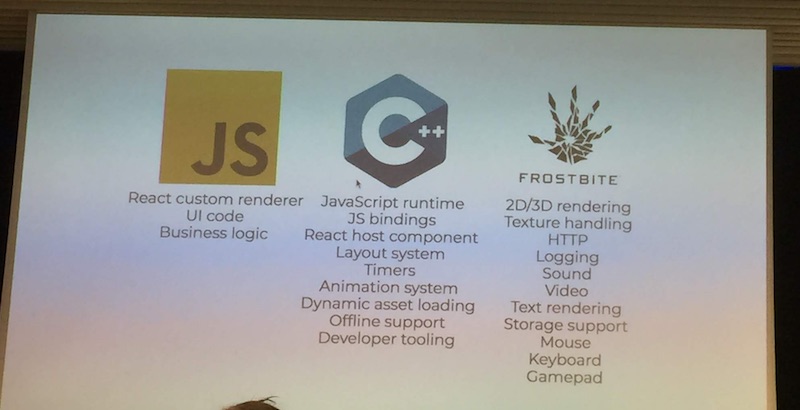 JS
React custom renderer
UI code
Business logic
C++
JavaScript runtime
JS bindings
React host component
Layout system
Timers
Animation system
Dynamic asset loading
Offline support
Developer tooling
FROSTBITE
2D/3D rendering
Texture handling
HTTP
Logging
Sound
Video
Text rendering
Storage support
Mouse
Keyboard
Gamepad